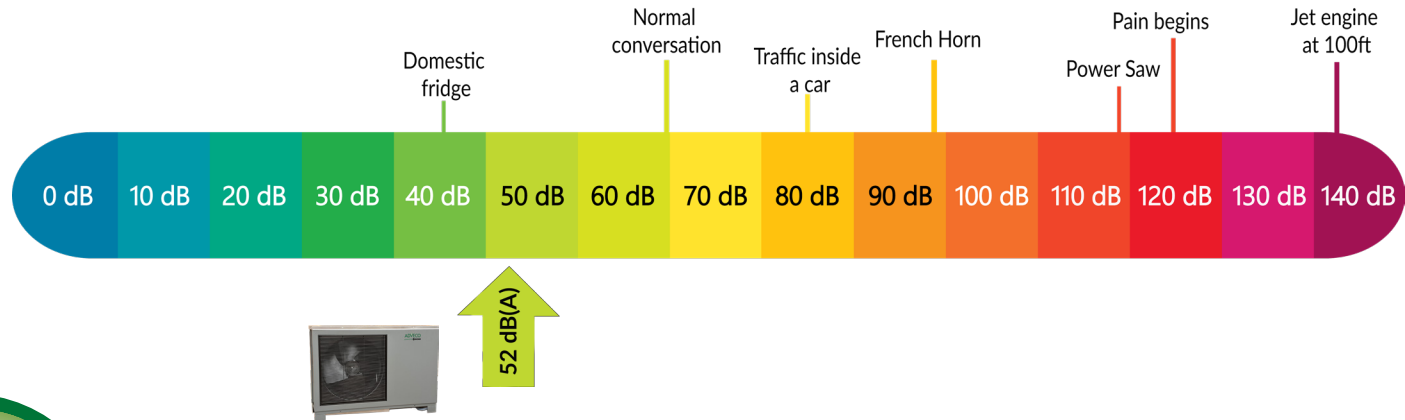 Domestic
fridge
Normal
conversation
Traffic inside
a car
French Horn
Power Saw
Pain begins
Jet engine
at 100ft
0 dB 10 dB 20 dB 30 dB 40 dB 50 dB 60 dB 70 dB 80 dB 90 dB 100 dB 110 dB 120 dB 130 dB 140 dB
52 dB(A)
ADVECO